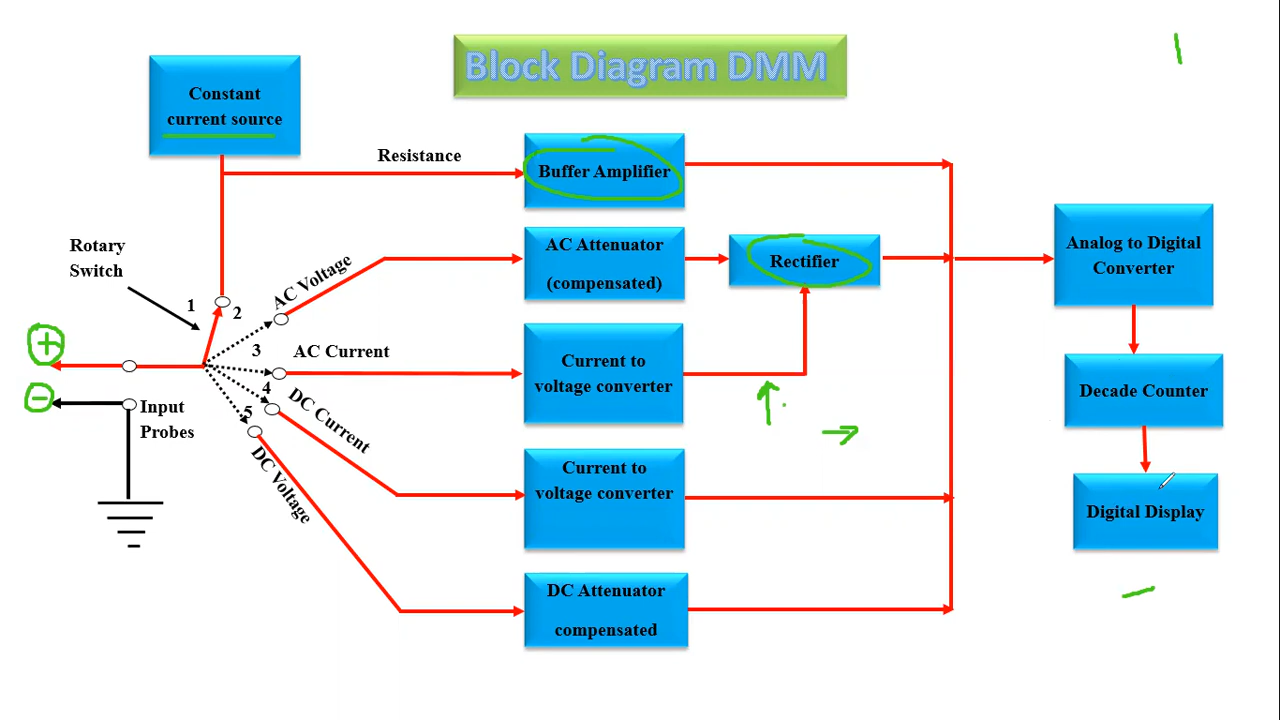 Block Diagram DMM
Constant
current source
Resistance
Buffer Amplifier
Rotary
Switch
1
2
AC Voltage
AC Attenuator
(compensated)
Rectifier
Analog to Digital
Converter
+
3
AC Current
Current to
voltage converter
Decade Counter
-
Input
Probes
4
DC Current
5
DC Voltage
Current to
voltage converter
Digital Display
DC Attenuator
compensated